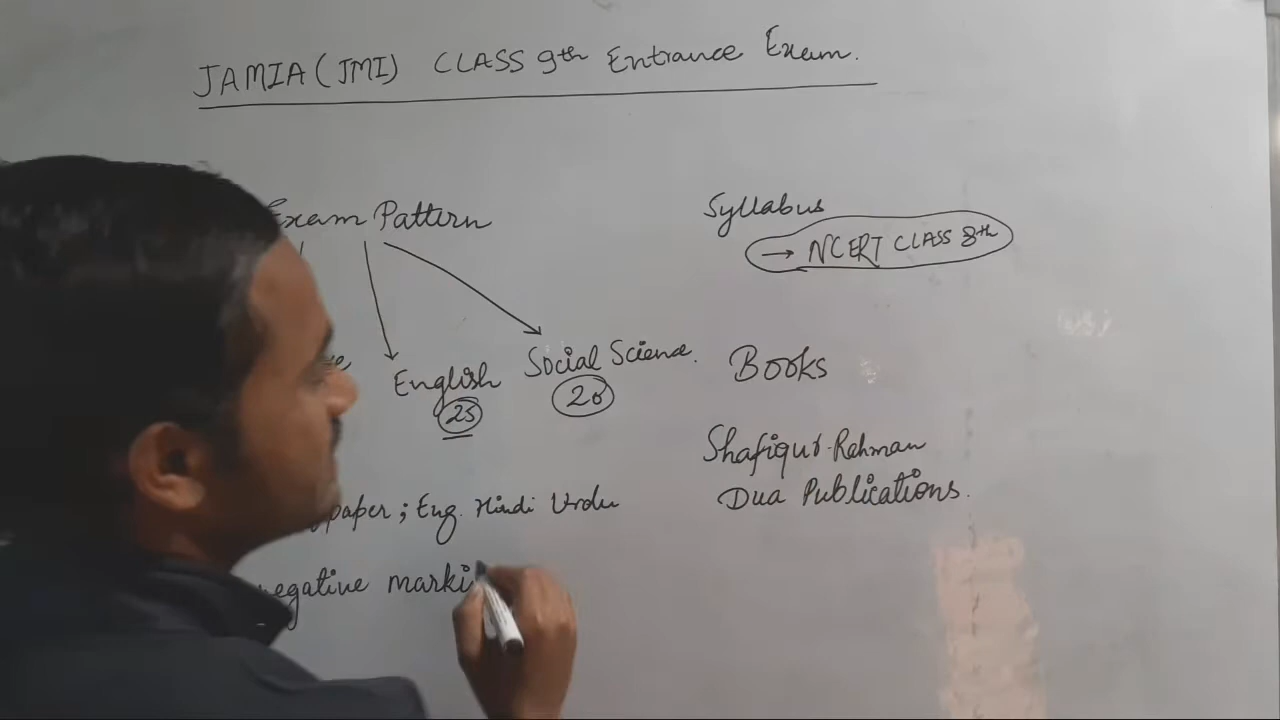 JAMIA (JMI) CLASS 9th Entrance Exam.
Exam Pattern
English
25
Social Science.
20
paper ; Eng. Hindi Urdu
negative marki
Syllabus
→ NCERT CLASS 8th
Books
Shafiqur Rahman
Dua Publications.